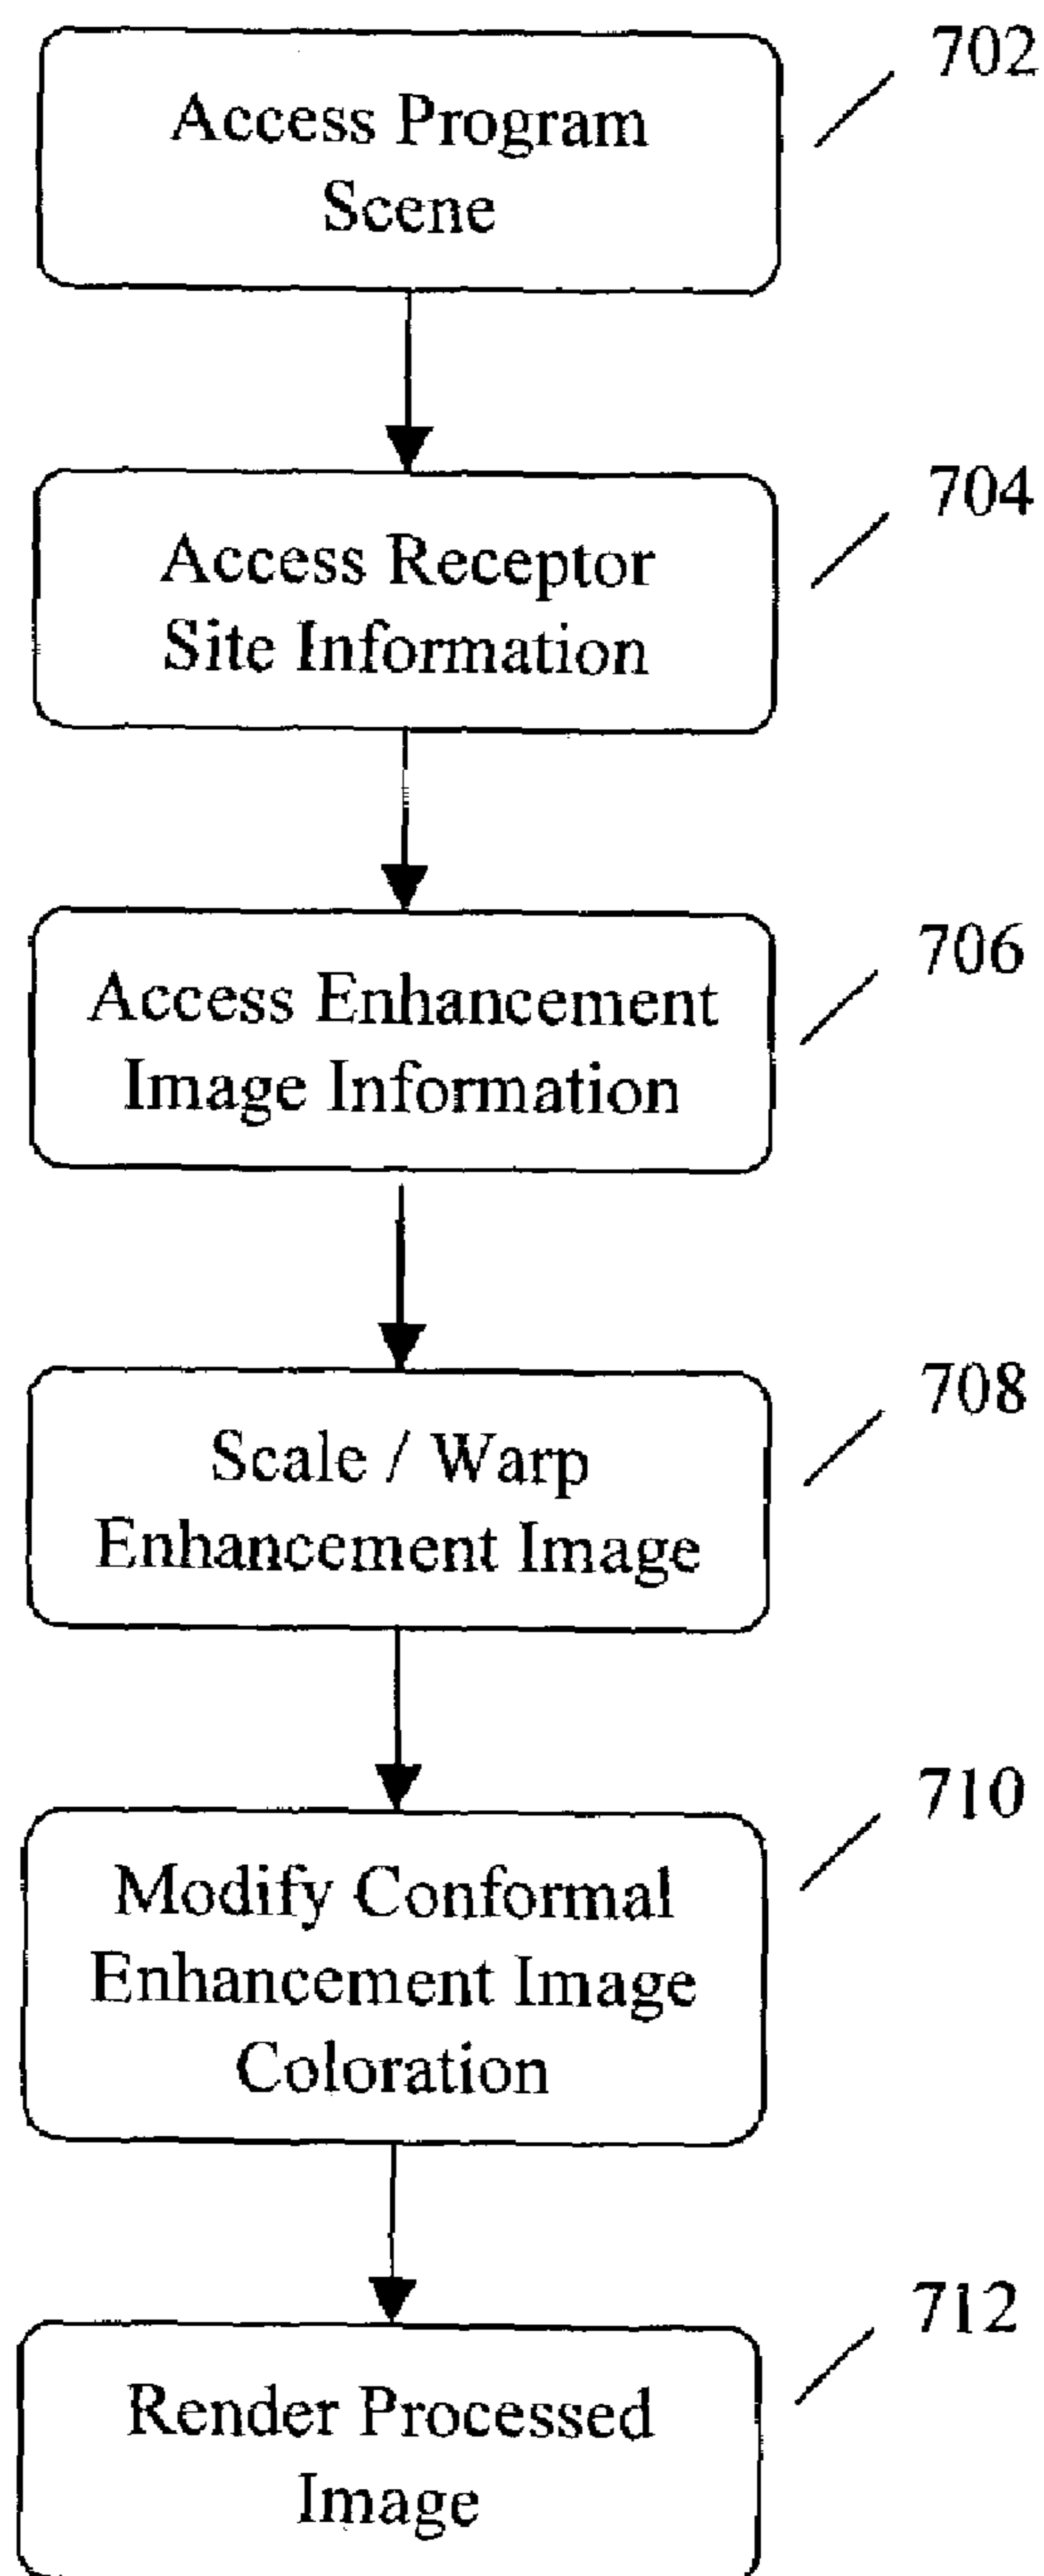 702
Access Program
Scene
704
Access Receptor
Site Information
706
Access Enhancement
Image Information
708
Scale / Warp
Enhancement Image
710
Modify Conformal
Enhancement Image
Coloration
712
Render Processed
Image